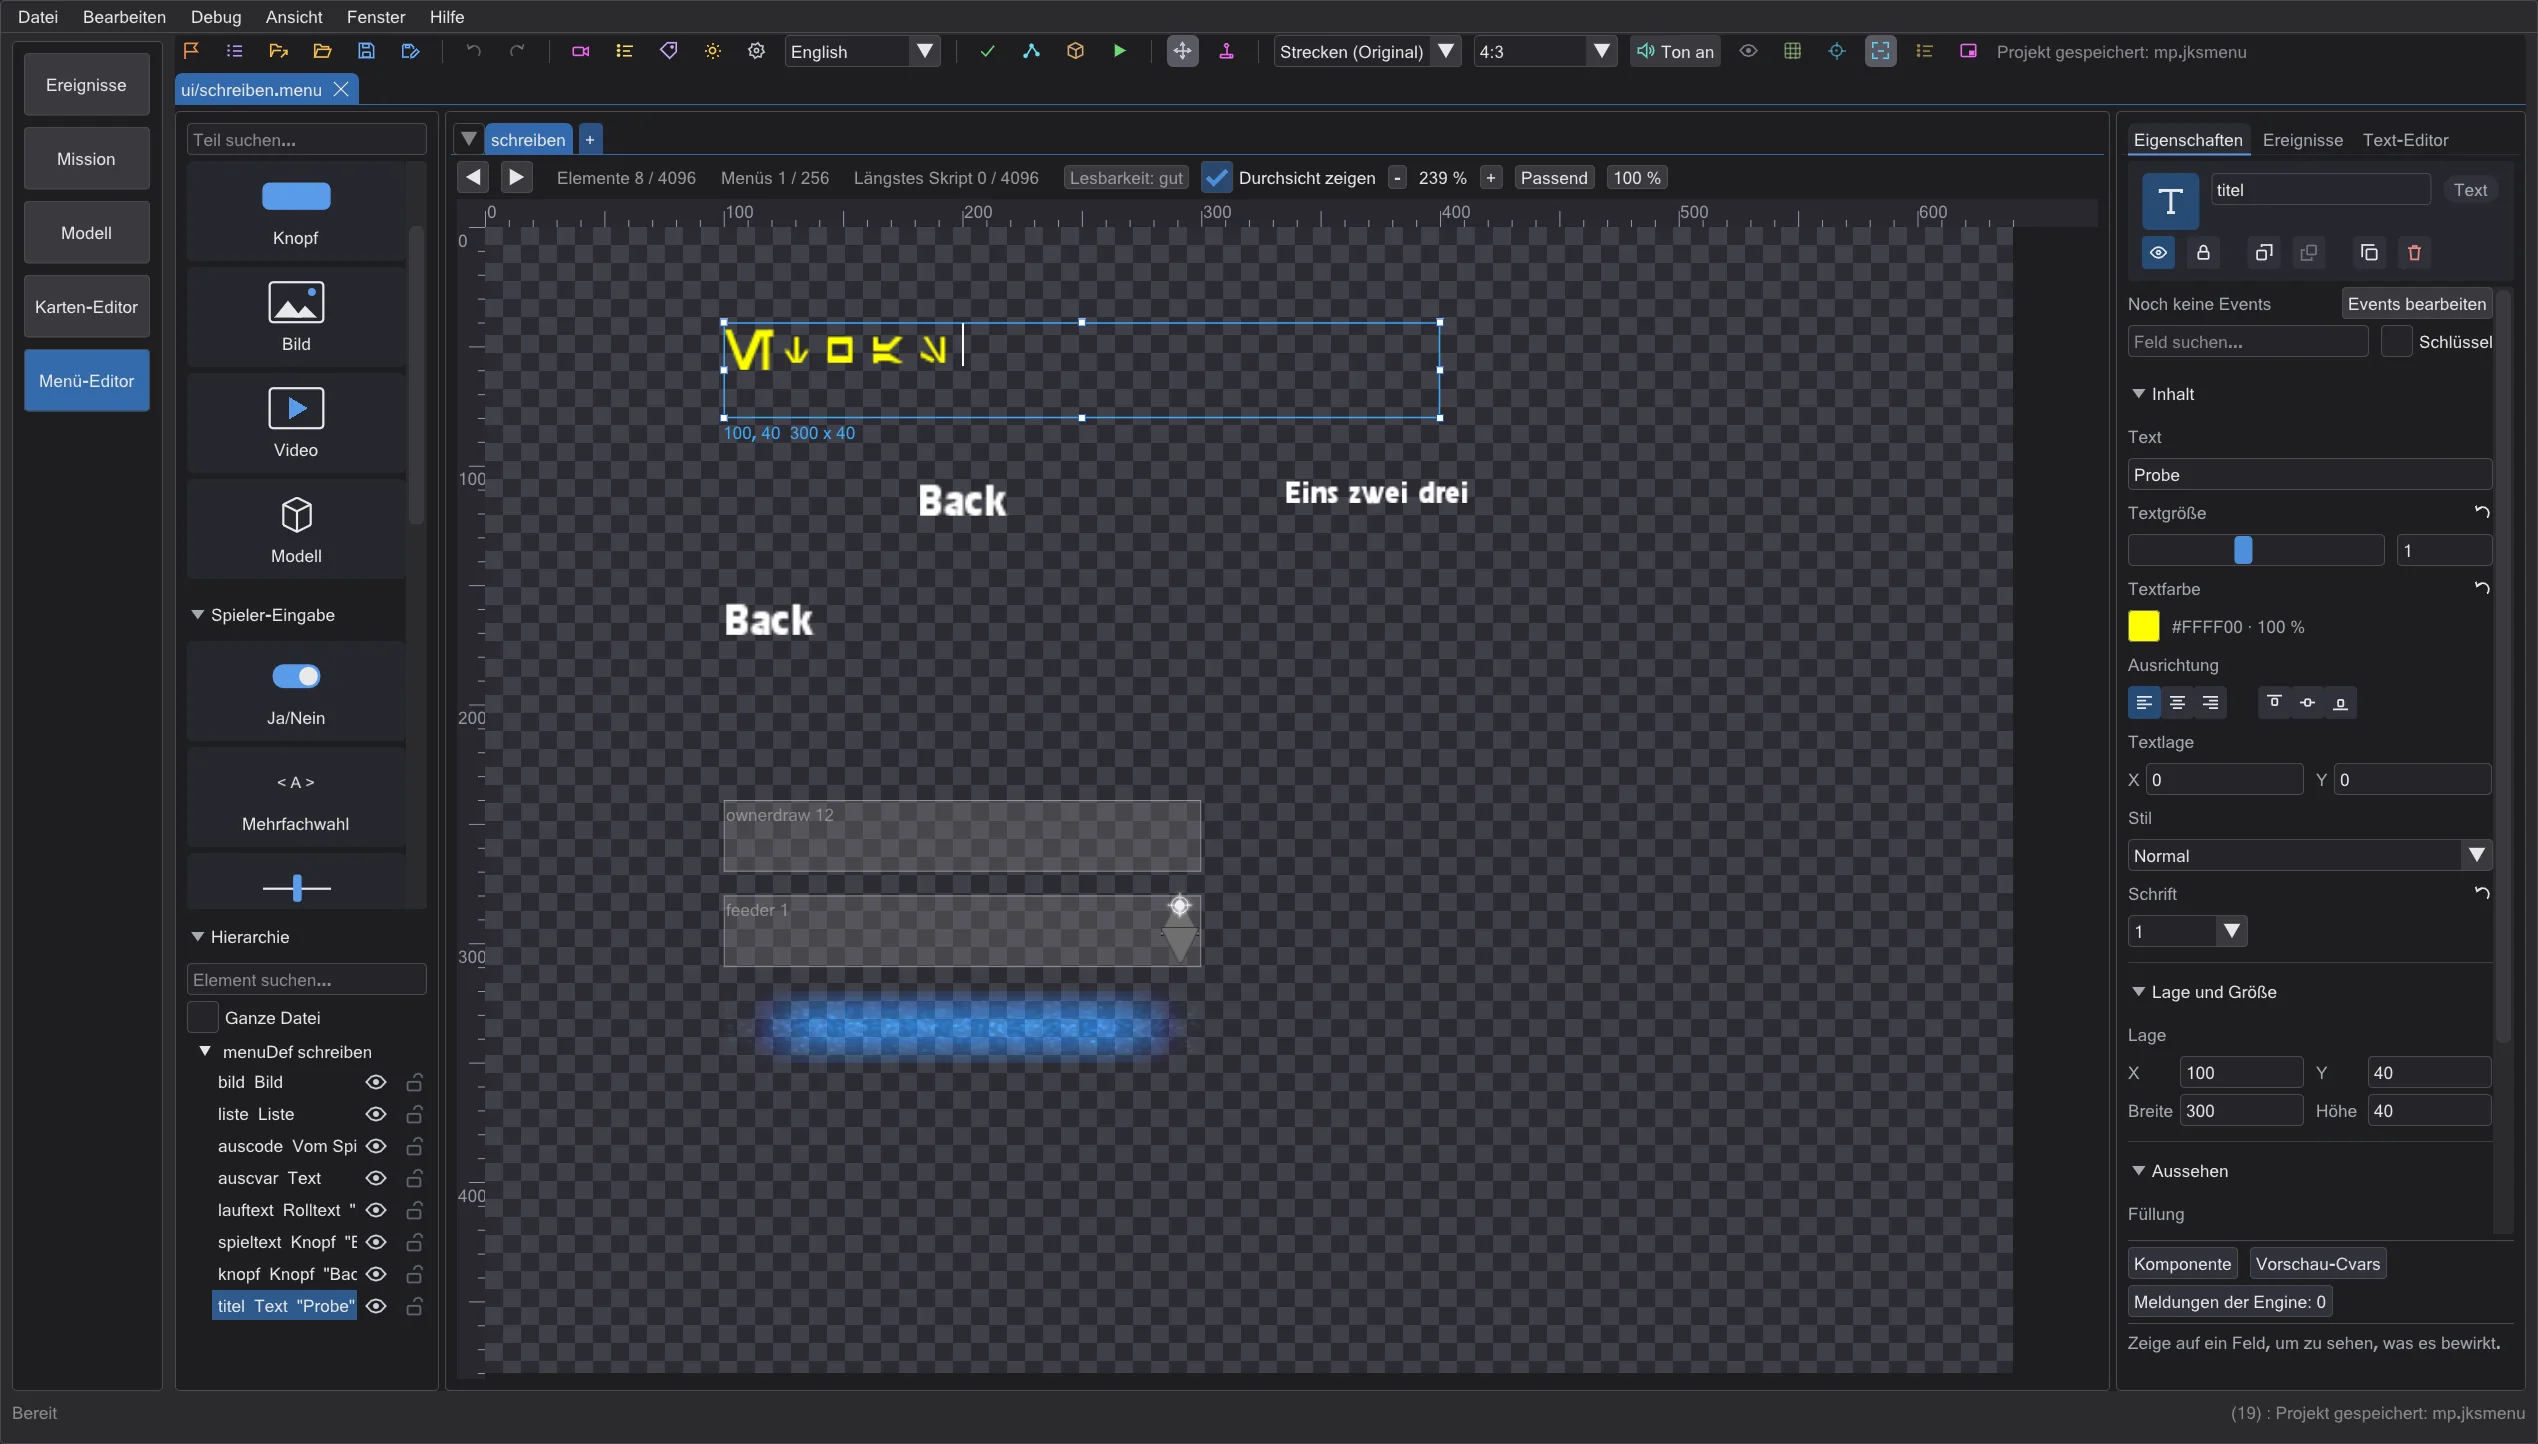 Datei Bearbeiten Debug Ansicht Fenster Hilfe
English
Strecken (Original)
4:3
Ton an
Projekt gespeichert: mp.jksmenu
ui/schreiben.menu
Ereignisse
Mission
Modell
Karten-Editor
Menü-Editor
Teil suchen...
Knopf
Bild
Video
Modell
Spieler-Eingabe
Ja/Nein
< A >
Mehrfachwahl
Hierarchie
Element suchen...
Ganze Datei
menuDef schreiben
bild Bild
liste Liste
auscode Vom Spi
auscvar Text
lauftext Rolltext "
spieltext Knopf "E
knopf Knopf "Bac
titel Text "Probe"
schreiben +
Elemente 8 / 4096 Menüs 1 / 256 Längstes Skript 0 / 4096 Lesbarkeit: gut Durchsicht zeigen - 239 % + Passend 100 %
0 100 200 300 400 500 600
0
100
200
300
400
100, 40 300 x 40
Back
Eins zwei drei
Back
ownerdraw 12
feeder 1
Eigenschaften Ereignisse Text-Editor
T titel Text
Noch keine Events Events bearbeiten
Feld suchen... Schlüssel
Inhalt
Text
Probe
Textgröße
1
Textfarbe
#FFFF00 · 100 %
Ausrichtung
Textlage
X 0 Y 0
Stil
Normal
Schrift
1
Lage und Größe
Lage
X 100 Y 40
Breite 300 Höhe 40
Aussehen
Füllung
Komponente Vorschau-Cvars
Meldungen der Engine: 0
Zeige auf ein Feld, um zu sehen, was es bewirkt.
Bereit
(19) : Projekt gespeichert: mp.jksmenu